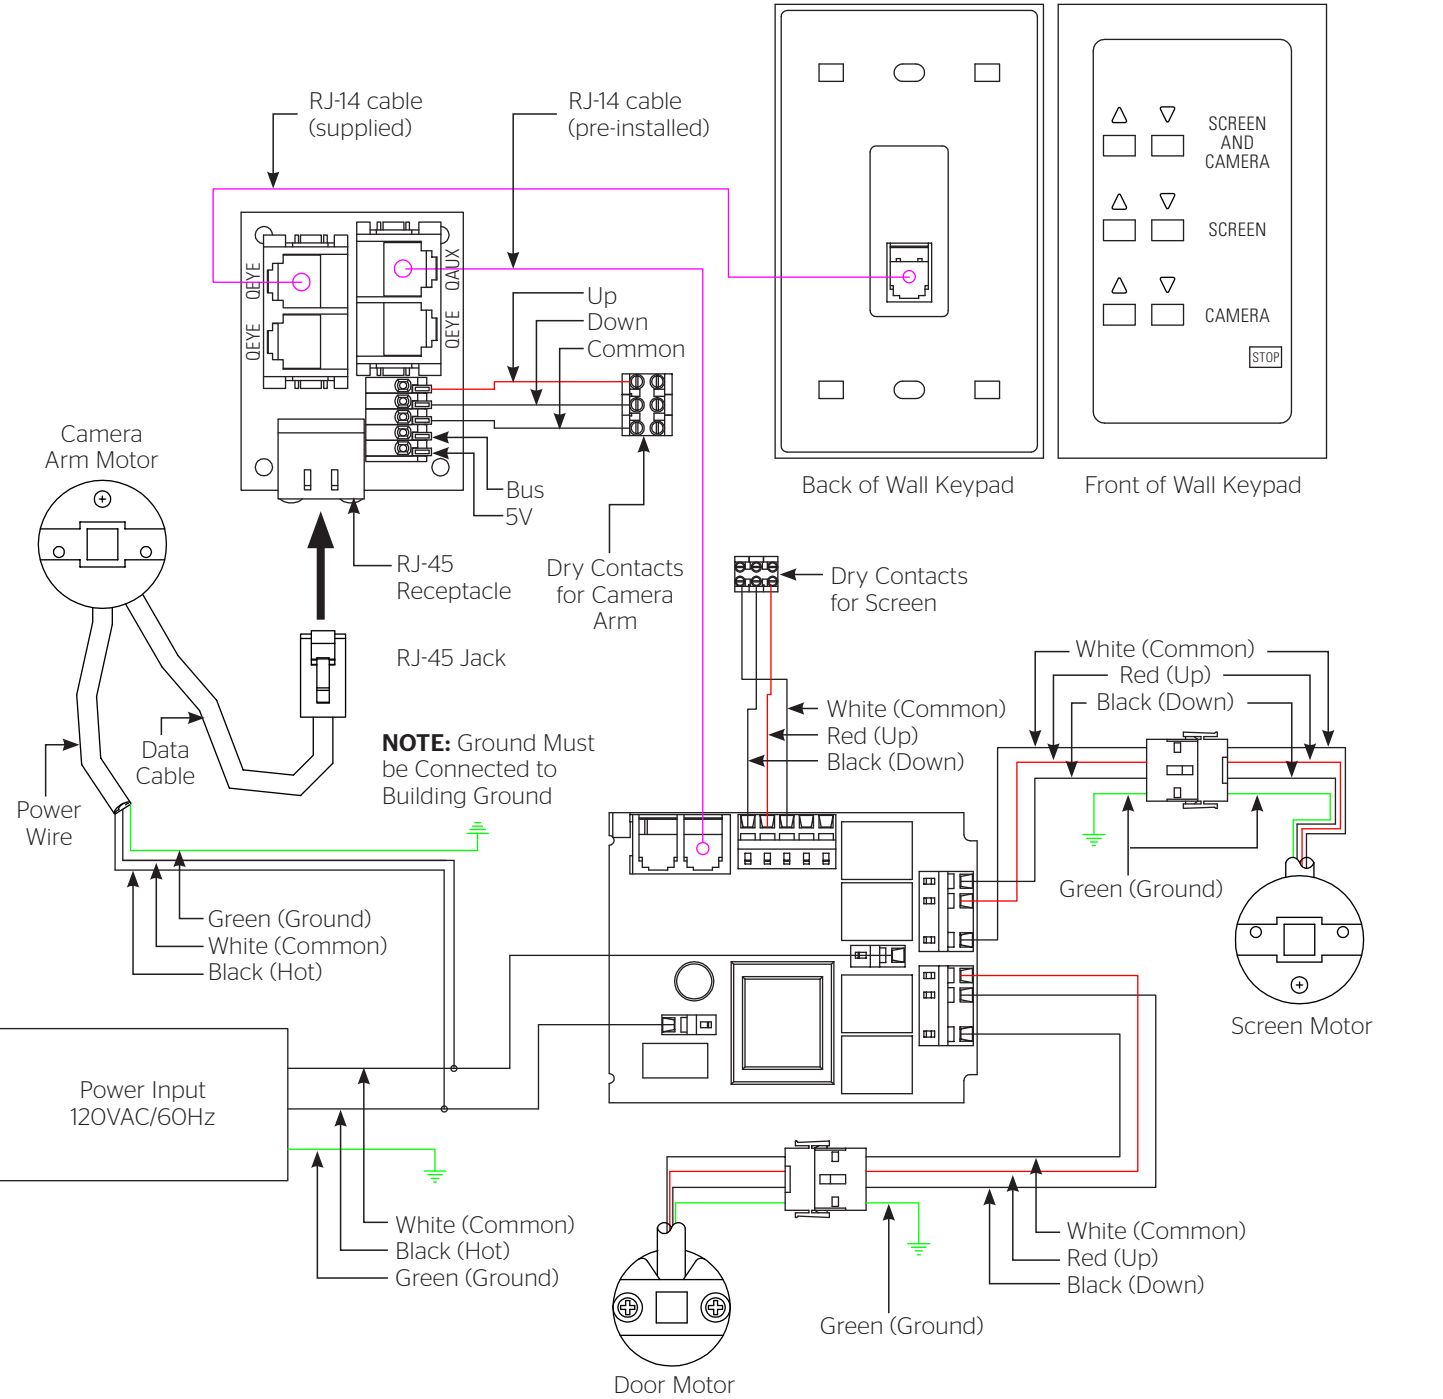 RJ-14 cable
(supplied)
RJ-14 cable
(pre-installed)
SCREEN
AND
CAMERA
SCREEN
CAMERA
STOP
QEYE
QAUX
QEYE
QEYE
Up
Down
Common
Camera
Arm Motor
Back of Wall Keypad
Front of Wall Keypad
Bus
5V
RJ-45
Receptacle
Dry Contacts
for Camera
Arm
Dry Contacts
for Screen
RJ-45 Jack
White (Common)
Red (Up)
Black (Down)
White (Common)
Red (Up)
Black (Down)
Data
Cable
NOTE: Ground Must
be Connected to
Building Ground
Power
Wire
Green (Ground)
Green (Ground)
White (Common)
Black (Hot)
Screen Motor
Power Input
120VAC/60Hz
White (Common)
Black (Hot)
Green (Ground)
White (Common)
Red (Up)
Black (Down)
Green (Ground)
Door Motor